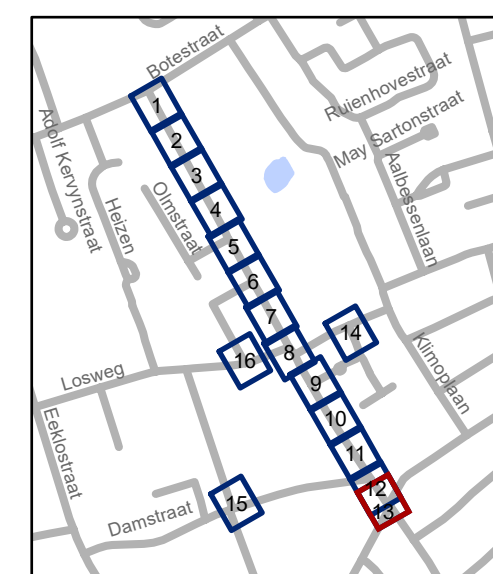 Botestraat
Ruienhovestraat
May Sartonstraat
Adolf Kervynstraat
Aalbessenlaan
Heizen
Olmstraat
Klimoplaan
Losweg
Eeklostraat
Damstraat
1
2
3
4
5
6
7
8
9
10
11
12
13
14
15
16